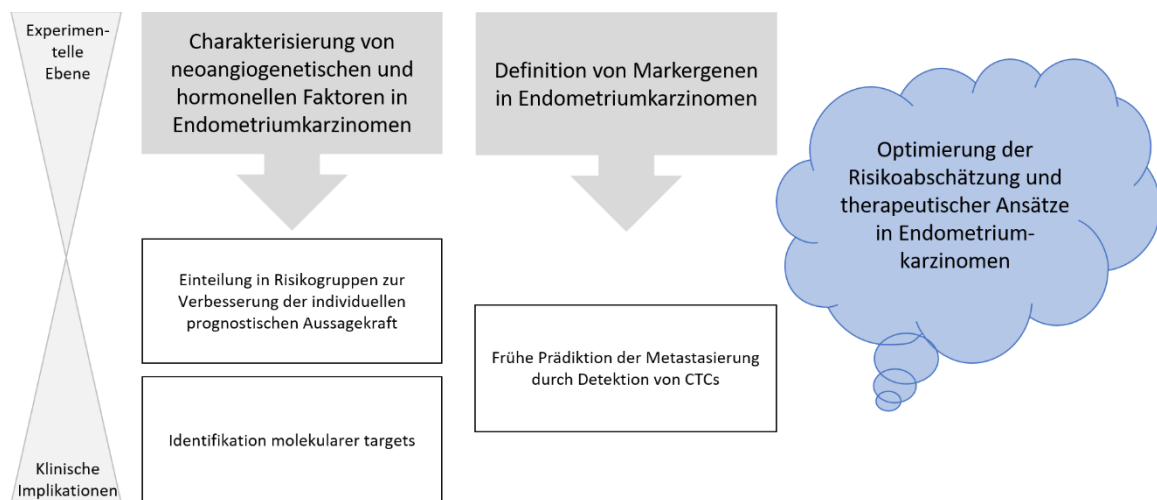 Experimen-
telle
Ebene
Charakterisierung von
neoangiogenetischen und
hormonellen Faktoren in
Endometriumkarzinomen
Definition von Markergenen
in Endometriumkarzinomen
Optimierung der
Risikoabschätzung und
therapeutischer Ansätze
in Endometrium-
karzinomen
Einteilung in Risikogruppen zur
Verbesserung der individuellen
prognostischen Aussagekraft
Frühe Prädiktion der Metastasierung
durch Detektion von CTCs
Identifikation molekularer targets
Klinische
Implikationen